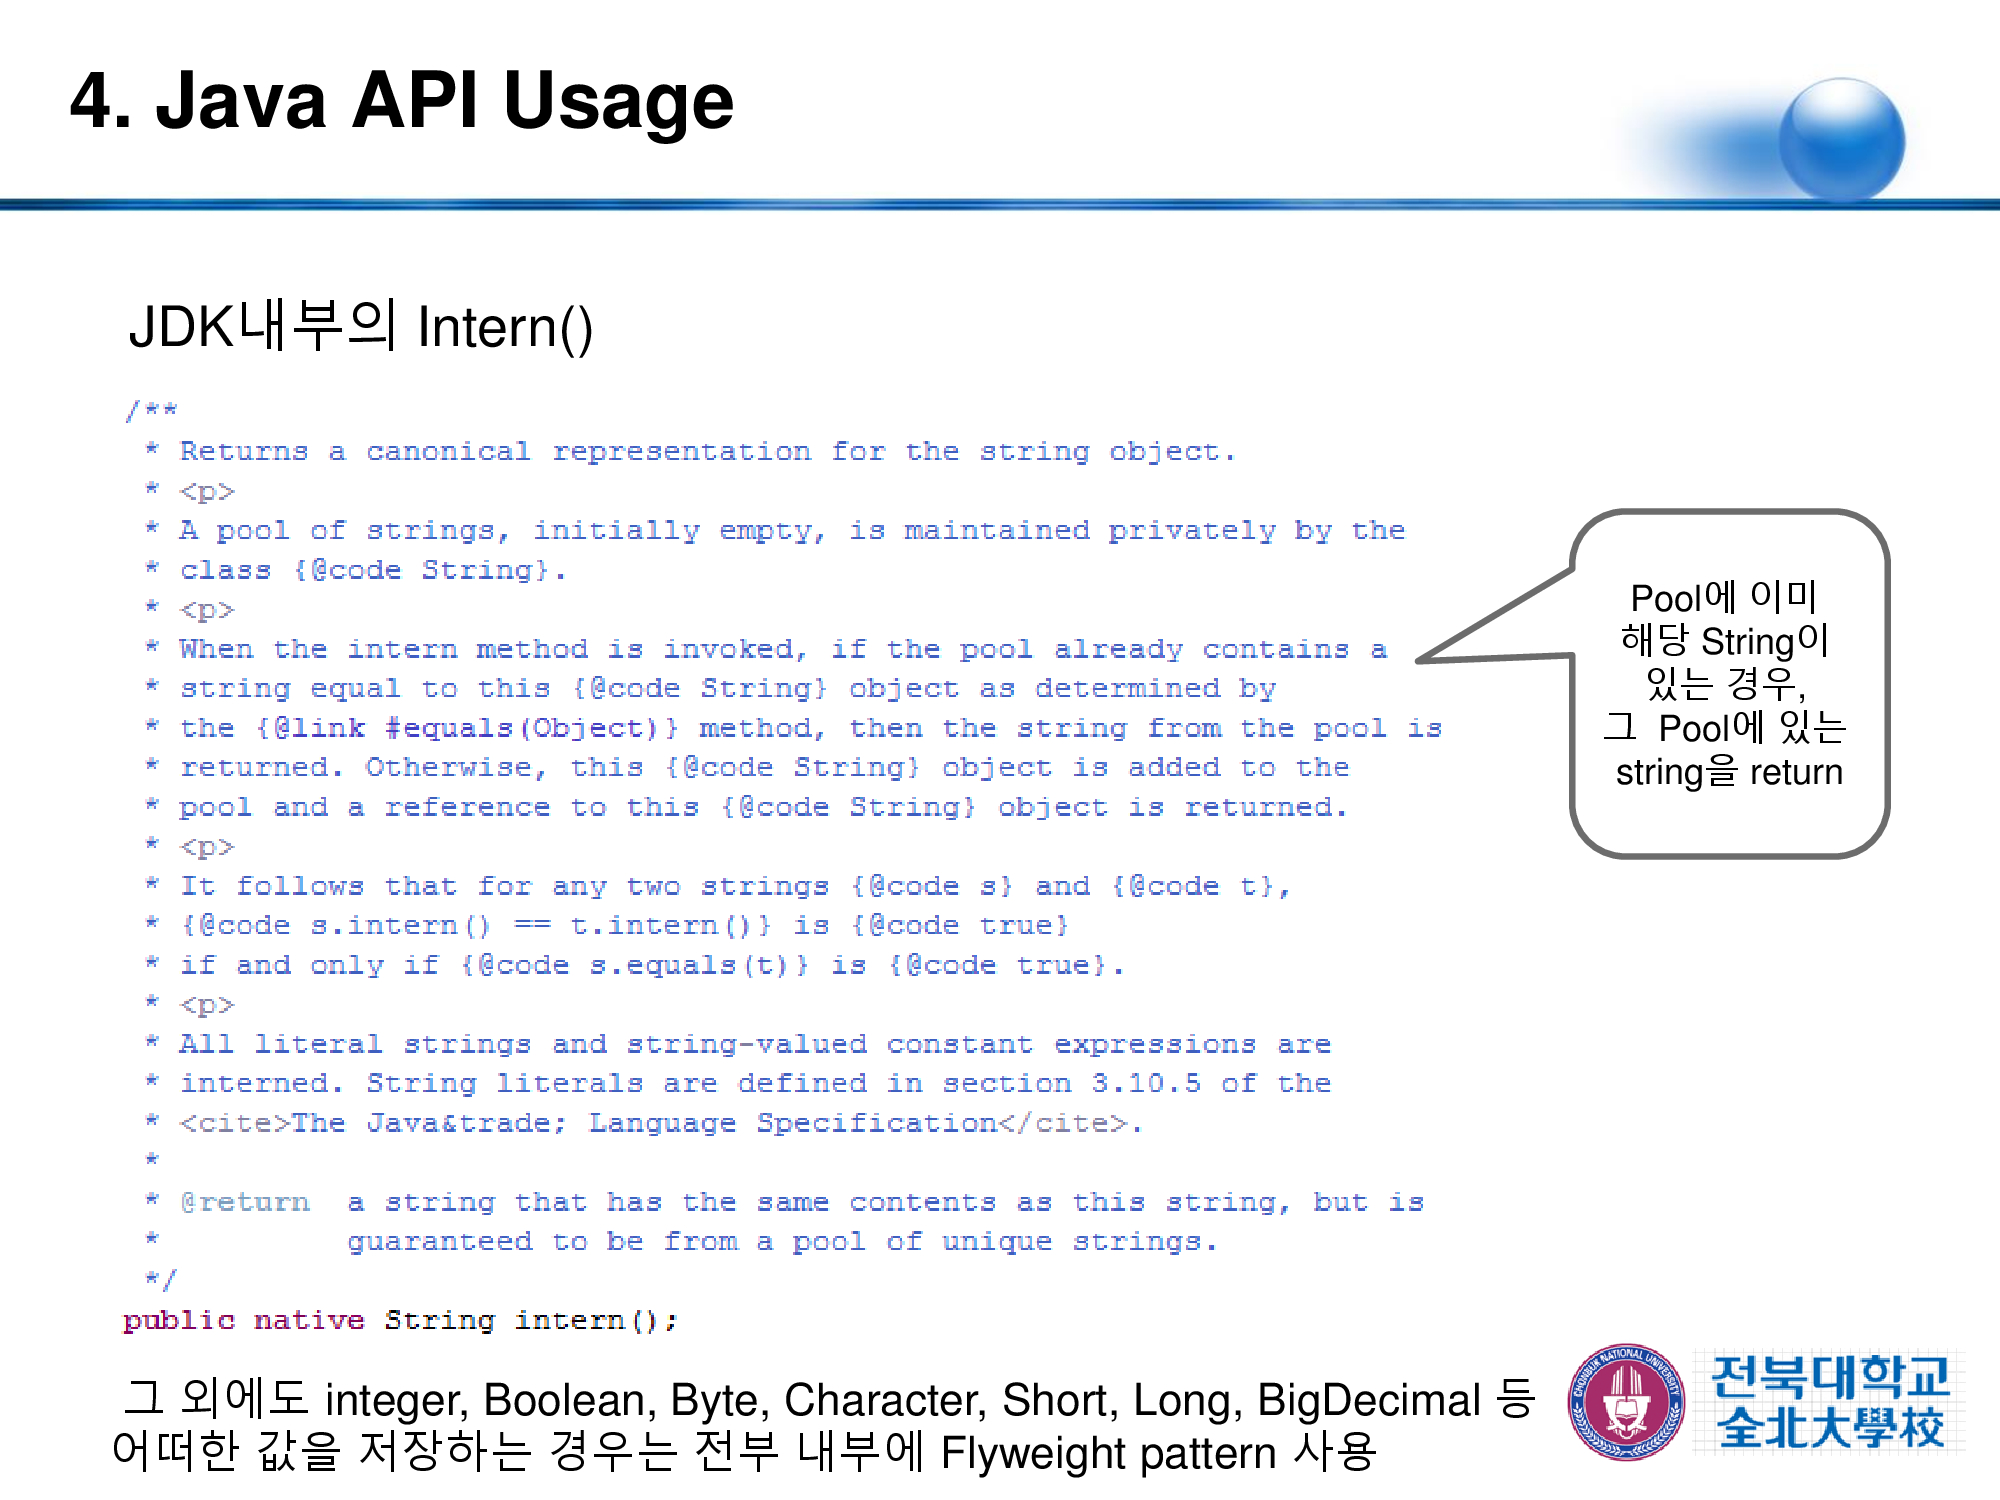 4. Java API Usage
JDK내부의 Intern()
/**
* Returns a canonical representation for the string object.
* <p>
* A pool of strings, initially empty, is maintained privately by the
* class {@code String}.
* <p>
* When the intern method is invoked, if the pool already contains a
* string equal to this {@code String} object as determined by
* the {@link #equals(Object)} method, then the string from the pool is
* returned. Otherwise, this {@code String} object is added to the
* pool and a reference to this {@code String} object is returned.
* <p>
* It follows that for any two strings {@code s} and {@code t},
* {@code s.intern() == t.intern()} is {@code true}
* if and only if {@code s.equals(t)} is {@code true}.
* <p>
* All literal strings and string-valued constant expressions are
* interned. String literals are defined in section 3.10.5 of the
* <cite>The Java&trade; Language Specification</cite>.
*
* @return  a string that has the same contents as this string, but is
*          guaranteed to be from a pool of unique strings.
*/
public native String intern();
Pool에 이미
해당 String이
있는 경우,
그 Pool에 있는
string을 return
그 외에도 integer, Boolean, Byte, Character, Short, Long, BigDecimal 등
어떠한 값을 저장하는 경우는 전부 내부에 Flyweight pattern 사용
CHONBUK NATIONAL UNIVERSITY
전북대학교
全北大學校